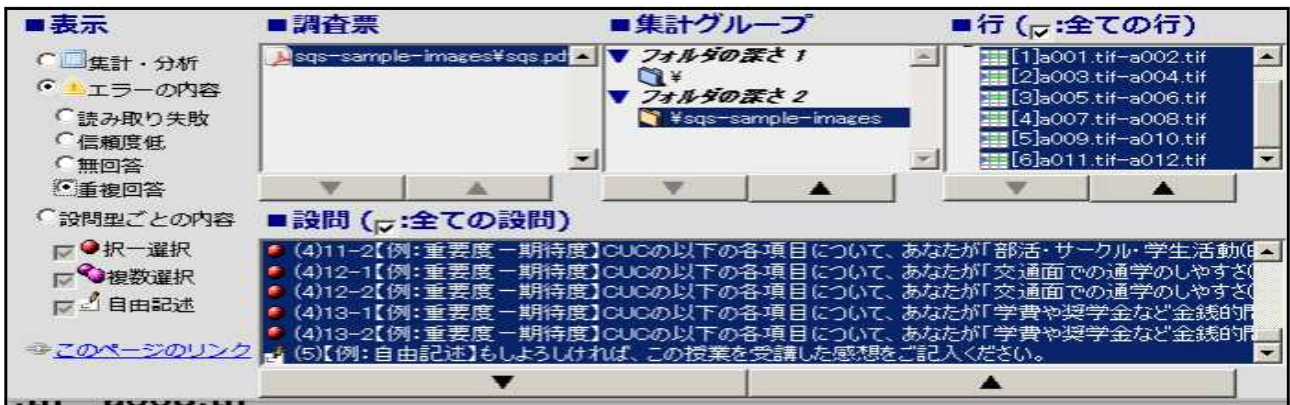 ■表示
集計・分析
エラーの内容
読み取り失敗
信頼度低
無回答
重複回答
設問型ごとの内容
択一選択
複数選択
自由記述
このページのリンク
■調査票
sqs-sample-images¥sqs.pd
■集計グループ
▼ フォルダの深さ 1
¥
▼ フォルダの深さ 2
¥sqs-sample-images
■行 (☑:全ての行)
[1]a001.tif-a002.tif
[2]a003.tif-a004.tif
[3]a005.tif-a006.tif
[4]a007.tif-a008.tif
[5]a009.tif-a010.tif
[6]a011.tif-a012.tif
■設問 (☑:全ての設問)
(4)11-2【例:重要度－期待度】CUCの以下の各項目について、あなたが「部活・サークル・学生活動(
(4)12-1【例:重要度－期待度】CUCの以下の各項目について、あなたが「交通面での通学のしやすさ(
(4)12-2【例:重要度－期待度】CUCの以下の各項目について、あなたが「交通面での通学のしやすさ(
(4)13-1【例:重要度－期待度】CUCの以下の各項目について、あなたが「学費や奨学金など金銭的
(4)13-2【例:重要度－期待度】CUCの以下の各項目について、あなたが「学費や奨学金など金銭的
(5)【例:自由記述】もしよろしければ、この授業を受講した感想をご記入ください。